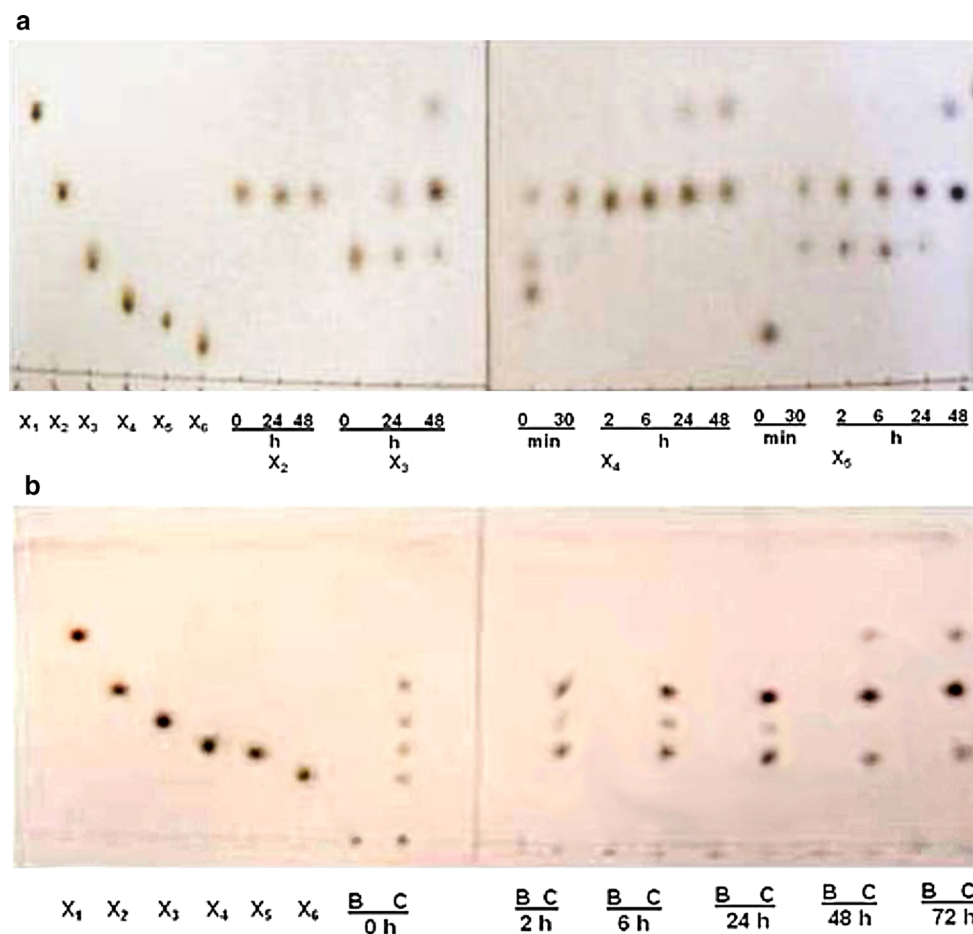 a
X₁ X₂ X₃ X₄ X₅ X₆ 0 24 48 0 24 48 0 30 2 6 24 48 0 30 2 6 24 48
h h min h min h
X₂ X₃ X₄ X₅
b
X₁ X₂ X₃ X₄ X₅ X₆ B C B C B C B C B C B C
0 h 2 h 6 h 24 h 48 h 72 h